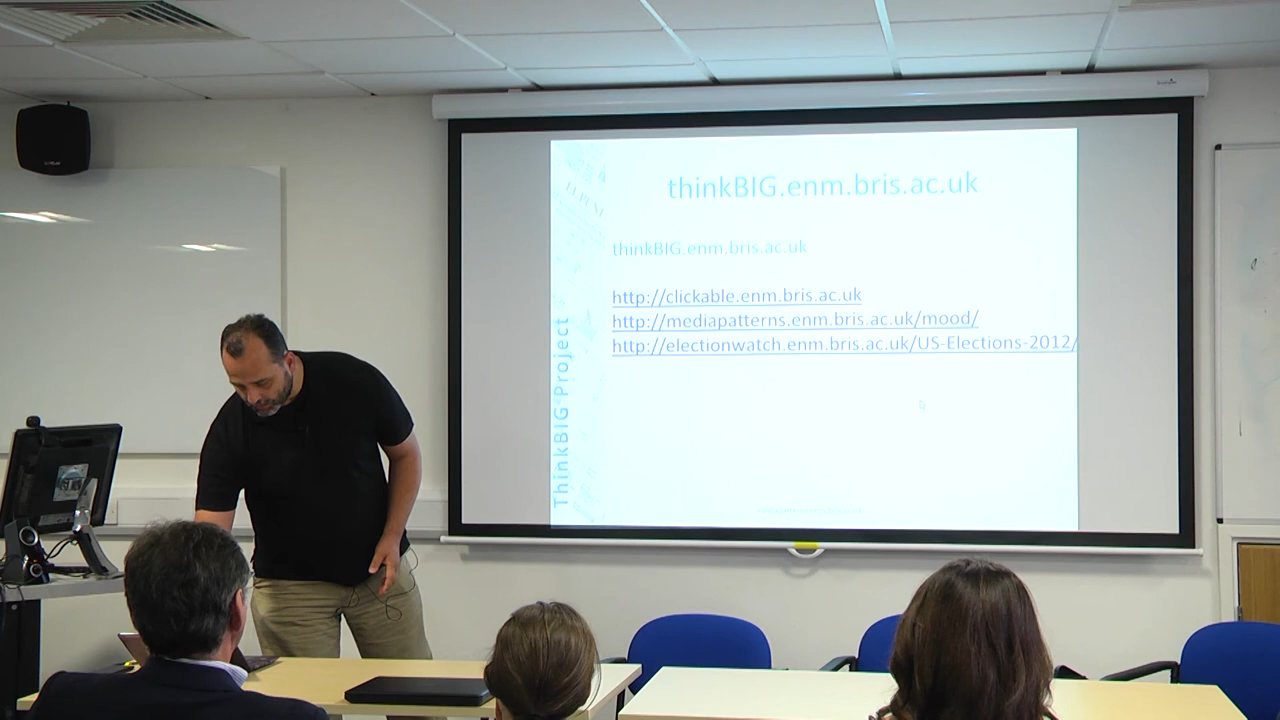 thinkBIG.enm.bris.ac.uk
thinkBIG.enm.bris.ac.uk
http://clickable.enm.bris.ac.uk
http://mediapatterns.enm.bris.ac.uk/mood/
http://electionwatch.enm.bris.ac.uk/US-Elections-2012/
ThinkBIG Project